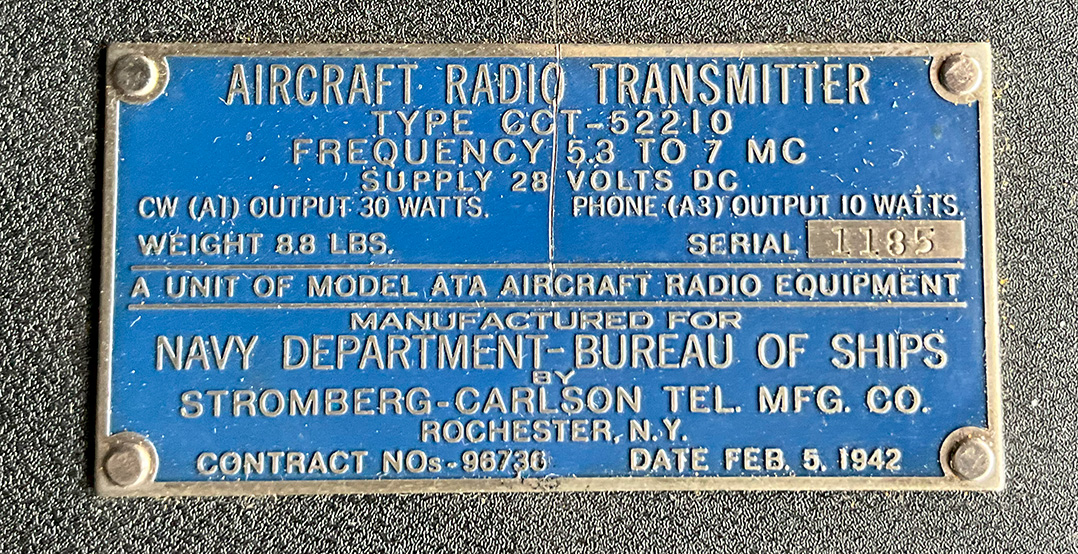 AIRCRAFT RADIO TRANSMITTER
TYPE CCT-52210
FREQUENCY 5.3 TO 7 MC
SUPPLY 28 VOLTS DC
CW (A1) OUTPUT 30 WATTS. PHONE (A3) OUTPUT 10 WATTS.
WEIGHT 8.8 LBS. SERIAL 1185
A UNIT OF MODEL ATA AIRCRAFT RADIO EQUIPMENT
MANUFACTURED FOR
NAVY DEPARTMENT-BUREAU OF SHIPS
BY
STROMBERG-CARLSON TEL. MFG. CO.
ROCHESTER, N.Y.
CONTRACT NOs-96736 DATE FEB. 5, 1942